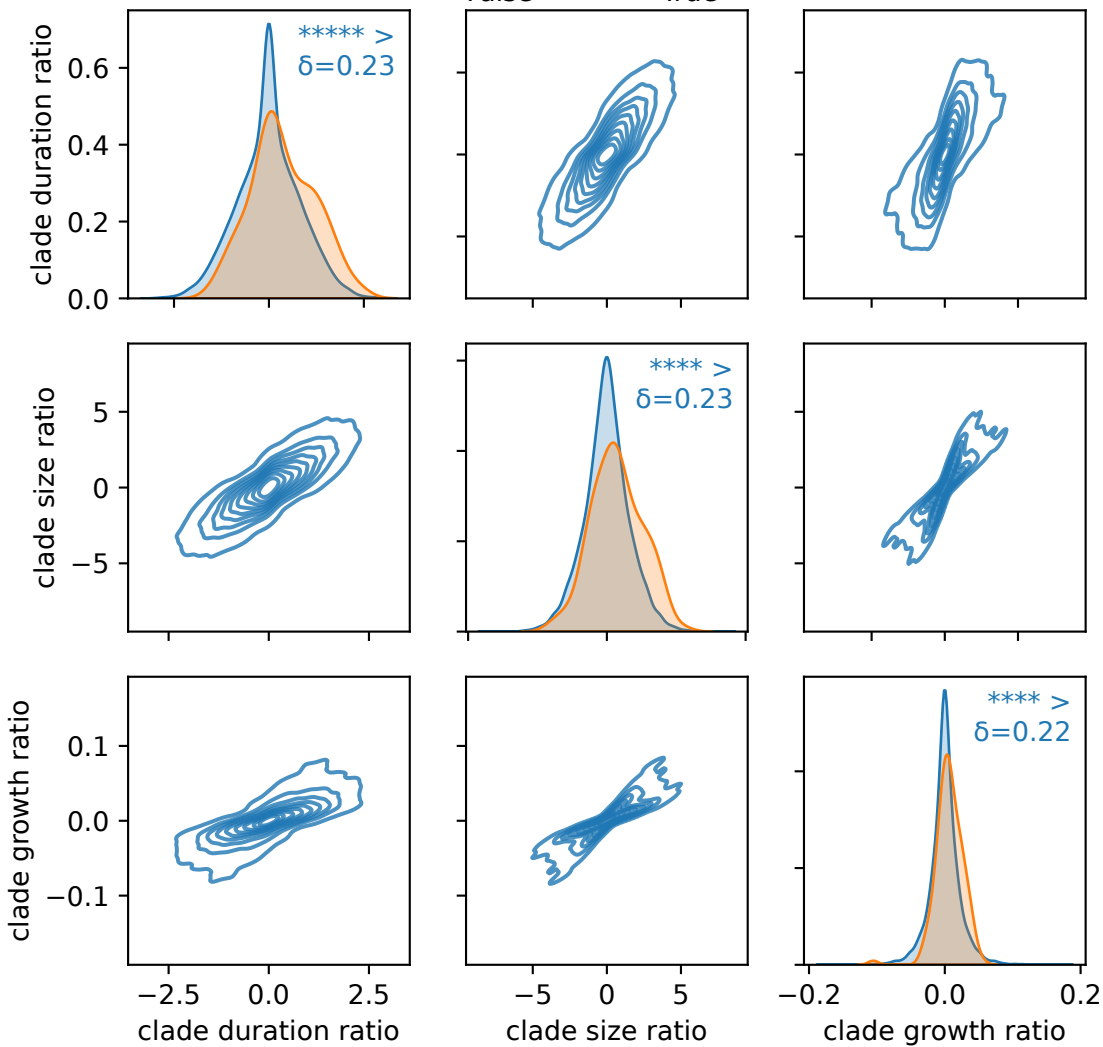 ***** >
δ=0.23
clade duration ratio
0.6
0.4
0.2
0.0
**** >
δ=0.23
clade size ratio
5
0
−5
**** >
δ=0.22
clade growth ratio
0.1
0.0
−0.1
−2.5 0.0 2.5
−5 0 5
−0.2 0.0 0.2
clade duration ratio
clade size ratio
clade growth ratio